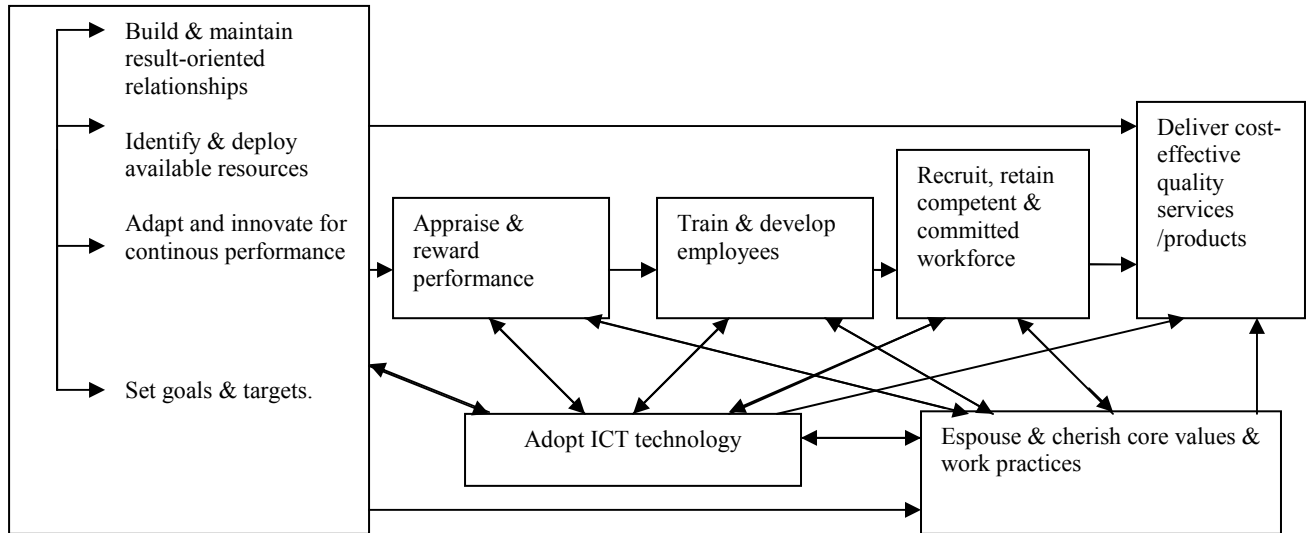 Build & maintain
result-oriented
relationships
Identify & deploy
available resources
Adapt and innovate for
continous performance
Set goals & targets.
Appraise &
reward
performance
Train & develop
employees
Recruit, retain
competent &
committed
workforce
Deliver cost-
effective
quality
services
/products
Adopt ICT technology
Espouse & cherish core values &
work practices